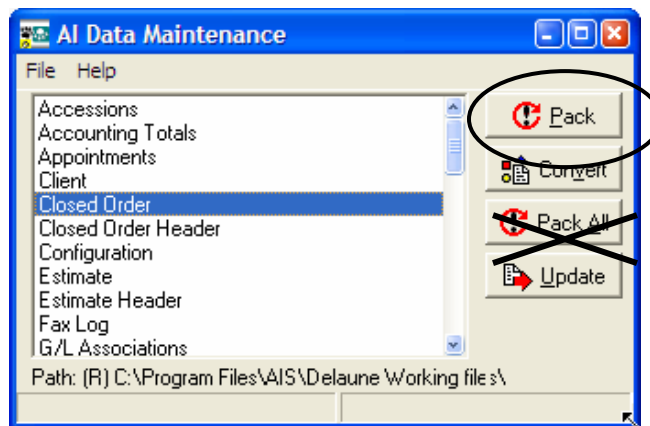 AI Data Maintenance
File Help
Accessions
Accounting Totals
Appointments
Client
Closed Order
Closed Order Header
Configuration
Estimate
Estimate Header
Fax Log
G/L Associations
Pack
Convert
Pack All
Update
Path: (R) C:\Program Files\AIS\Delaune Working files\